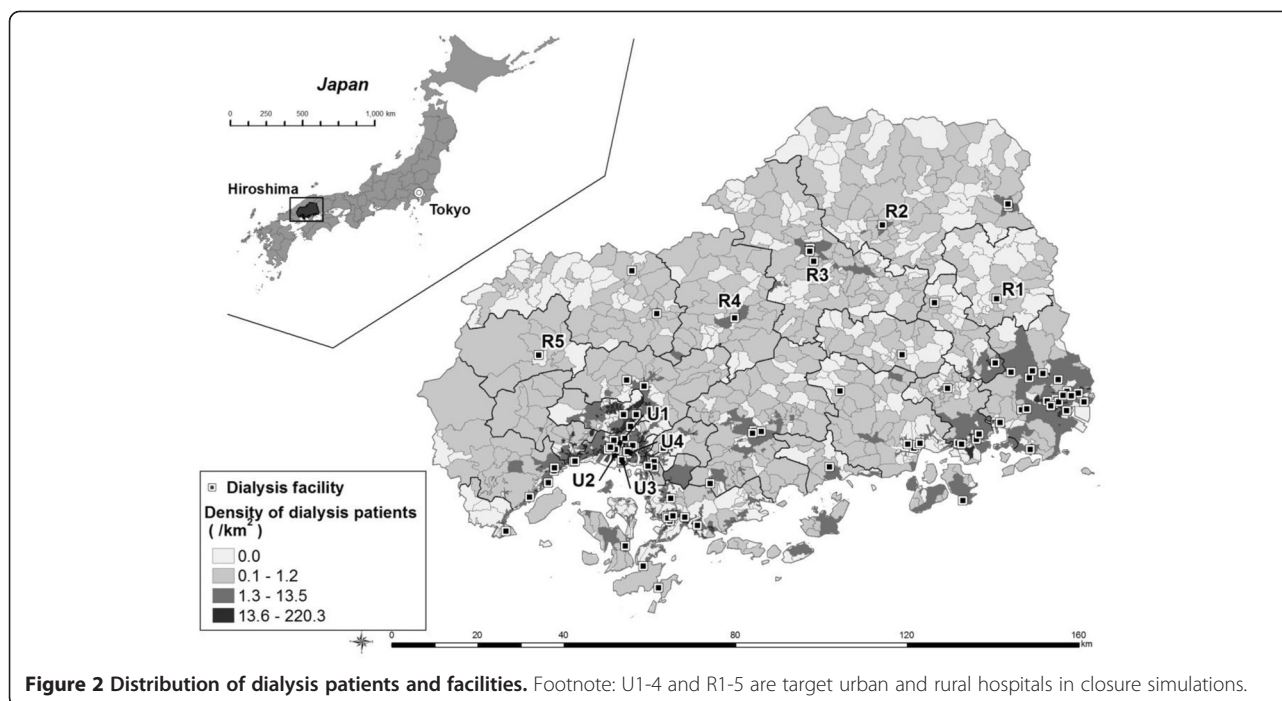 Japan
0 250 500 1,000 km
Hiroshima
Tokyo
R2
R3
R1
R4
R5
U1
U4
U2
U3
Dialysis facility
Density of dialysis patients
( /km2 )
0.0
0.1 - 1.2
1.3 - 13.5
13.6 - 220.3
0 20 40 80 120 160
km
Figure 2 Distribution of dialysis patients and facilities. Footnote: U1-4 and R1-5 are target urban and rural hospitals in closure simulations.